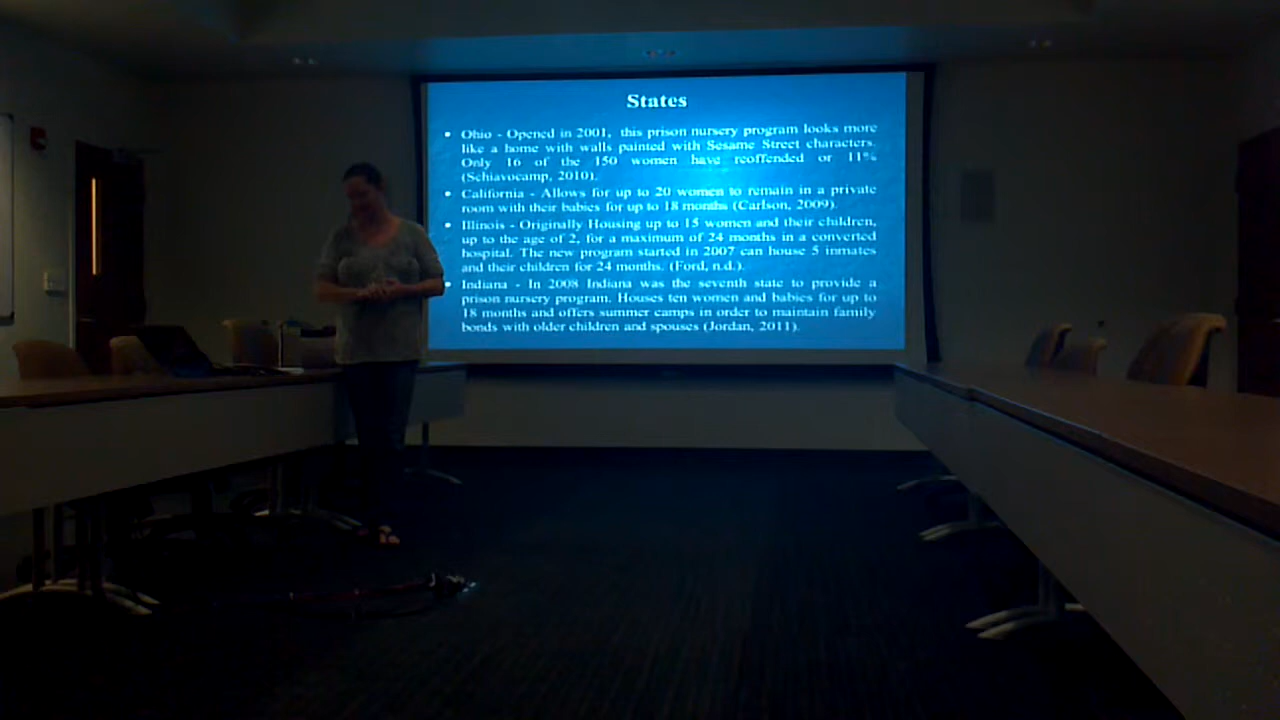 States
• Ohio - Opened in 2001, this prison nursery program looks more
like a home with walls painted with Sesame Street characters.
Only 16 of the 150 women have reoffended or 11%
(Schiavocamp, 2010).
• California - Allows for up to 20 women to remain in a private
room with their babies for up to 18 months (Carlson, 2009).
• Illinois - Originally Housing up to 15 women and their children,
up to the age of 2, for a maximum of 24 months in a converted
hospital. The new program started in 2007 can house 5 inmates
and their children for 24 months. (Ford, n.d.).
• Indiana - In 2008 Indiana was the seventh state to provide a
prison nursery program. Houses ten women and babies for up to
18 months and offers summer camps in order to maintain family
bonds with older children and spouses (Jordan, 2011).